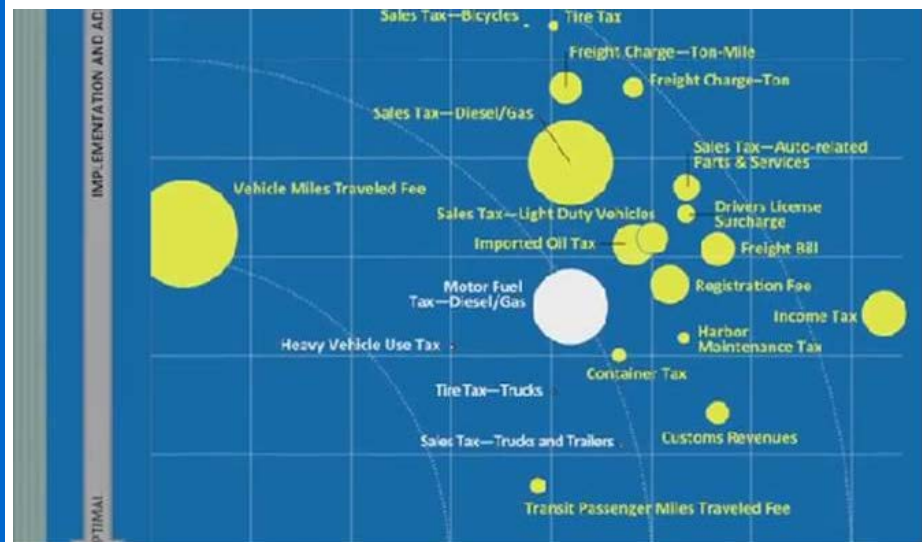 IMPLEMENTATION AND AD
Sales Tax—Bicycles
Tire Tax
Freight Charge—Ton-Mile
Freight Charge—Ton
Sales Tax—Diesel/Gas
Sales Tax—Auto-related
Parts & Services
Vehicle Miles Traveled Fee
Drivers License
Surcharge
Sales Tax—Light Duty Vehicles
Imported Oil Tax
Freight Bill
Motor Fuel
Tax—Diesel/Gas
Registration Fee
Income Tax
Heavy Vehicle Use Tax
Harbor
Maintenance Tax
Container Tax
Tire Tax—Trucks
Customs Revenues
Sales Tax—Trucks and Trailers
Transit Passenger Miles Traveled Fee
PTIMAL